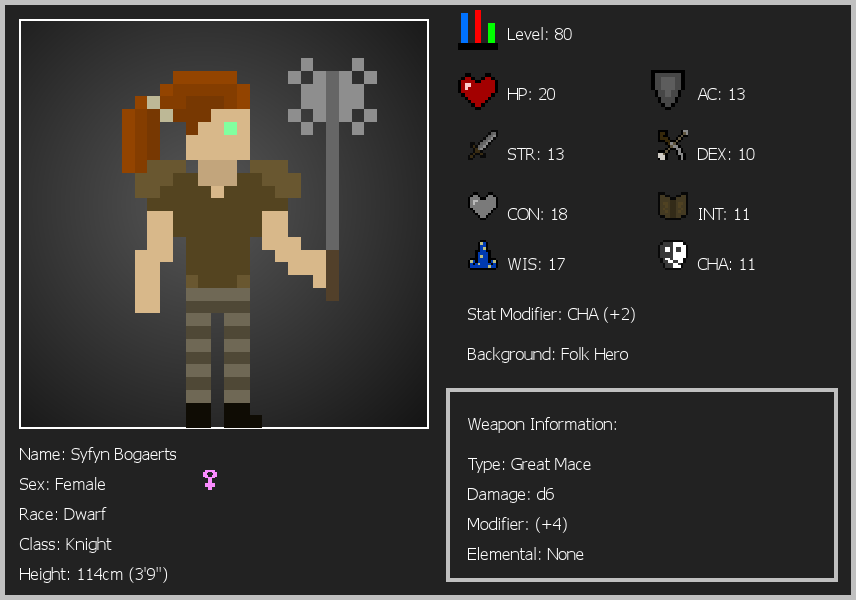 Level: 80
HP: 20
AC: 13
STR: 13
DEX: 10
CON: 18
INT: 11
WIS: 17
CHA: 11
Stat Modifier: CHA (+2)
Background: Folk Hero
Weapon Information:
Type: Great Mace
Damage: d6
Modifier: (+4)
Elemental: None
Name: Syfyn Bogaerts
Sex: Female
Race: Dwarf
Class: Knight
Height: 114cm (3'9")